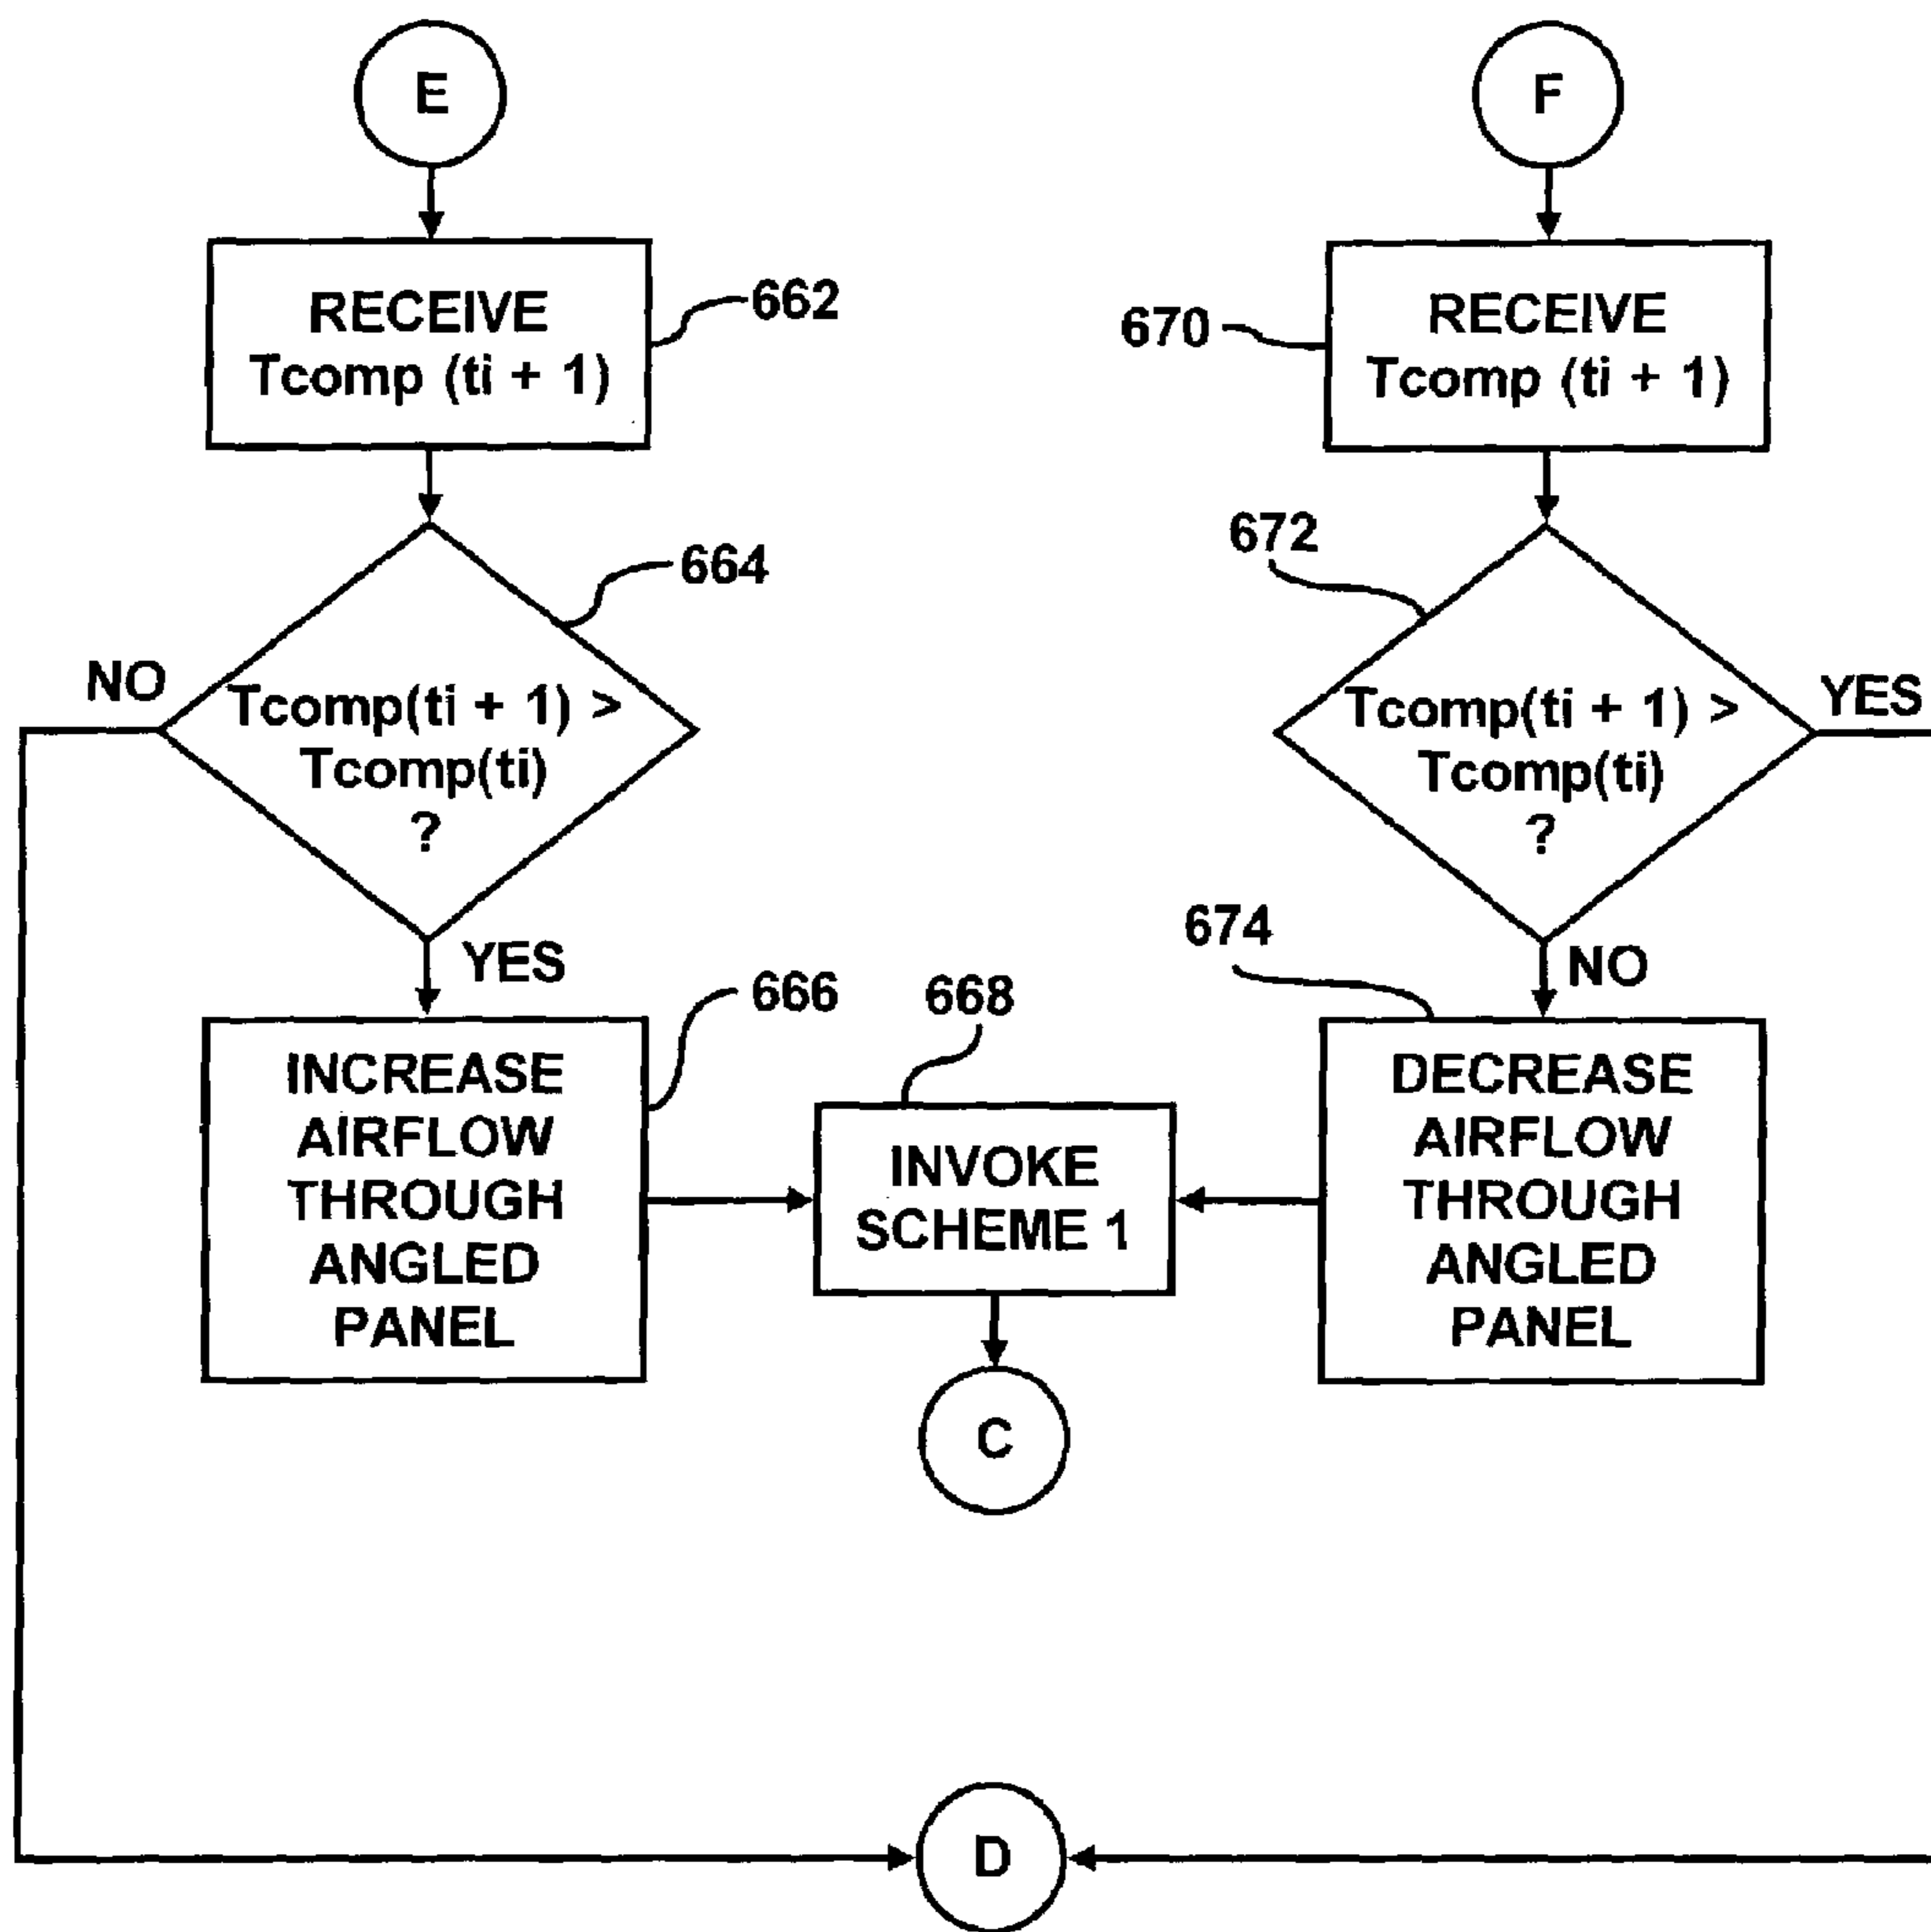 E
RECEIVE
Tcomp (ti + 1)
662
664
NO
Tcomp(ti + 1) >
Tcomp(ti)
?
YES
INCREASE
AIRFLOW
THROUGH
ANGLED
PANEL
666
668
INVOKE
SCHEME 1
C
F
RECEIVE
Tcomp (ti + 1)
670
672
Tcomp(ti + 1) >
Tcomp(ti)
?
YES
NO
674
DECREASE
AIRFLOW
THROUGH
ANGLED
PANEL
D